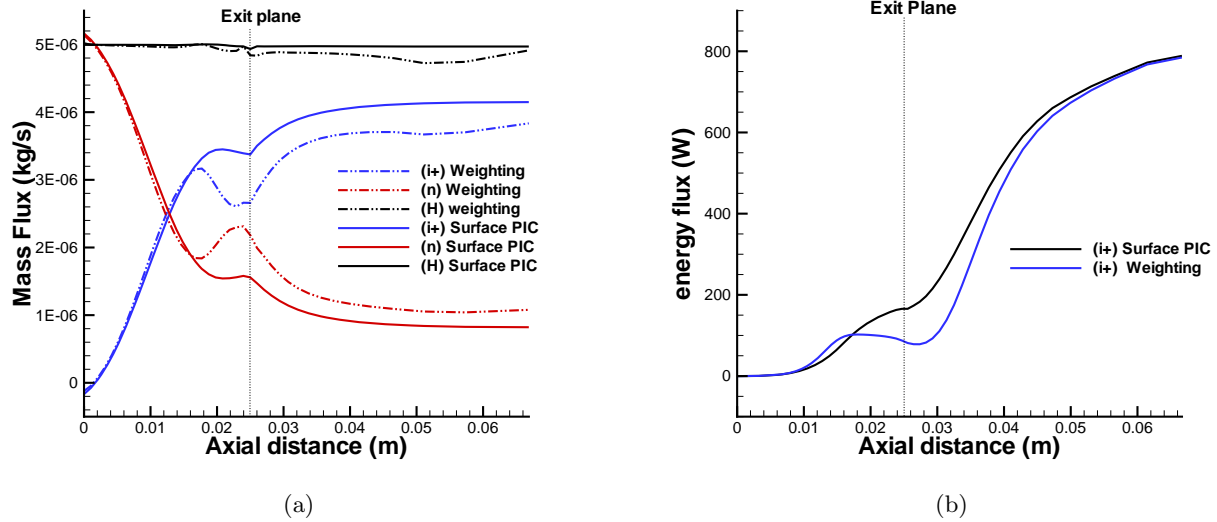 Exit plane
5E-06
4E-06
3E-06
2E-06
1E-06
0
Mass Flux (kg/s)
(i+) Weighting
(n) Weighting
(H) weighting
(i+) Surface PIC
(n) Surface PIC
(H) Surface PIC
0 0.01 0.02 0.03 0.04 0.05 0.06
Axial distance (m)
(a)
Exit Plane
800
600
400
200
0
energy flux (W)
(i+) Surface PIC
(i+) Weighting
0 0.01 0.02 0.03 0.04 0.05 0.06
Axial distance (m)
(b)